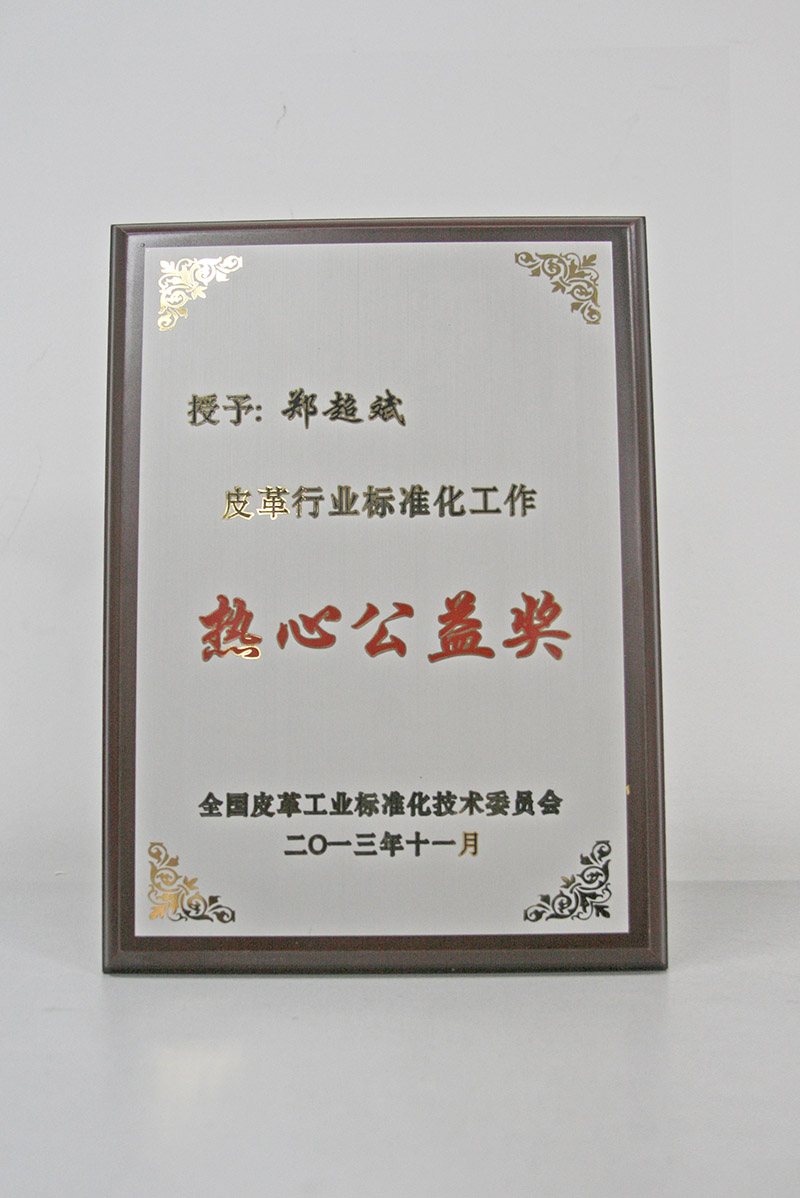 授予: 郑超斌
皮革行业标准化工作
热心公益奖
全国皮革工业标准化技术委员会
二〇一三年十一月